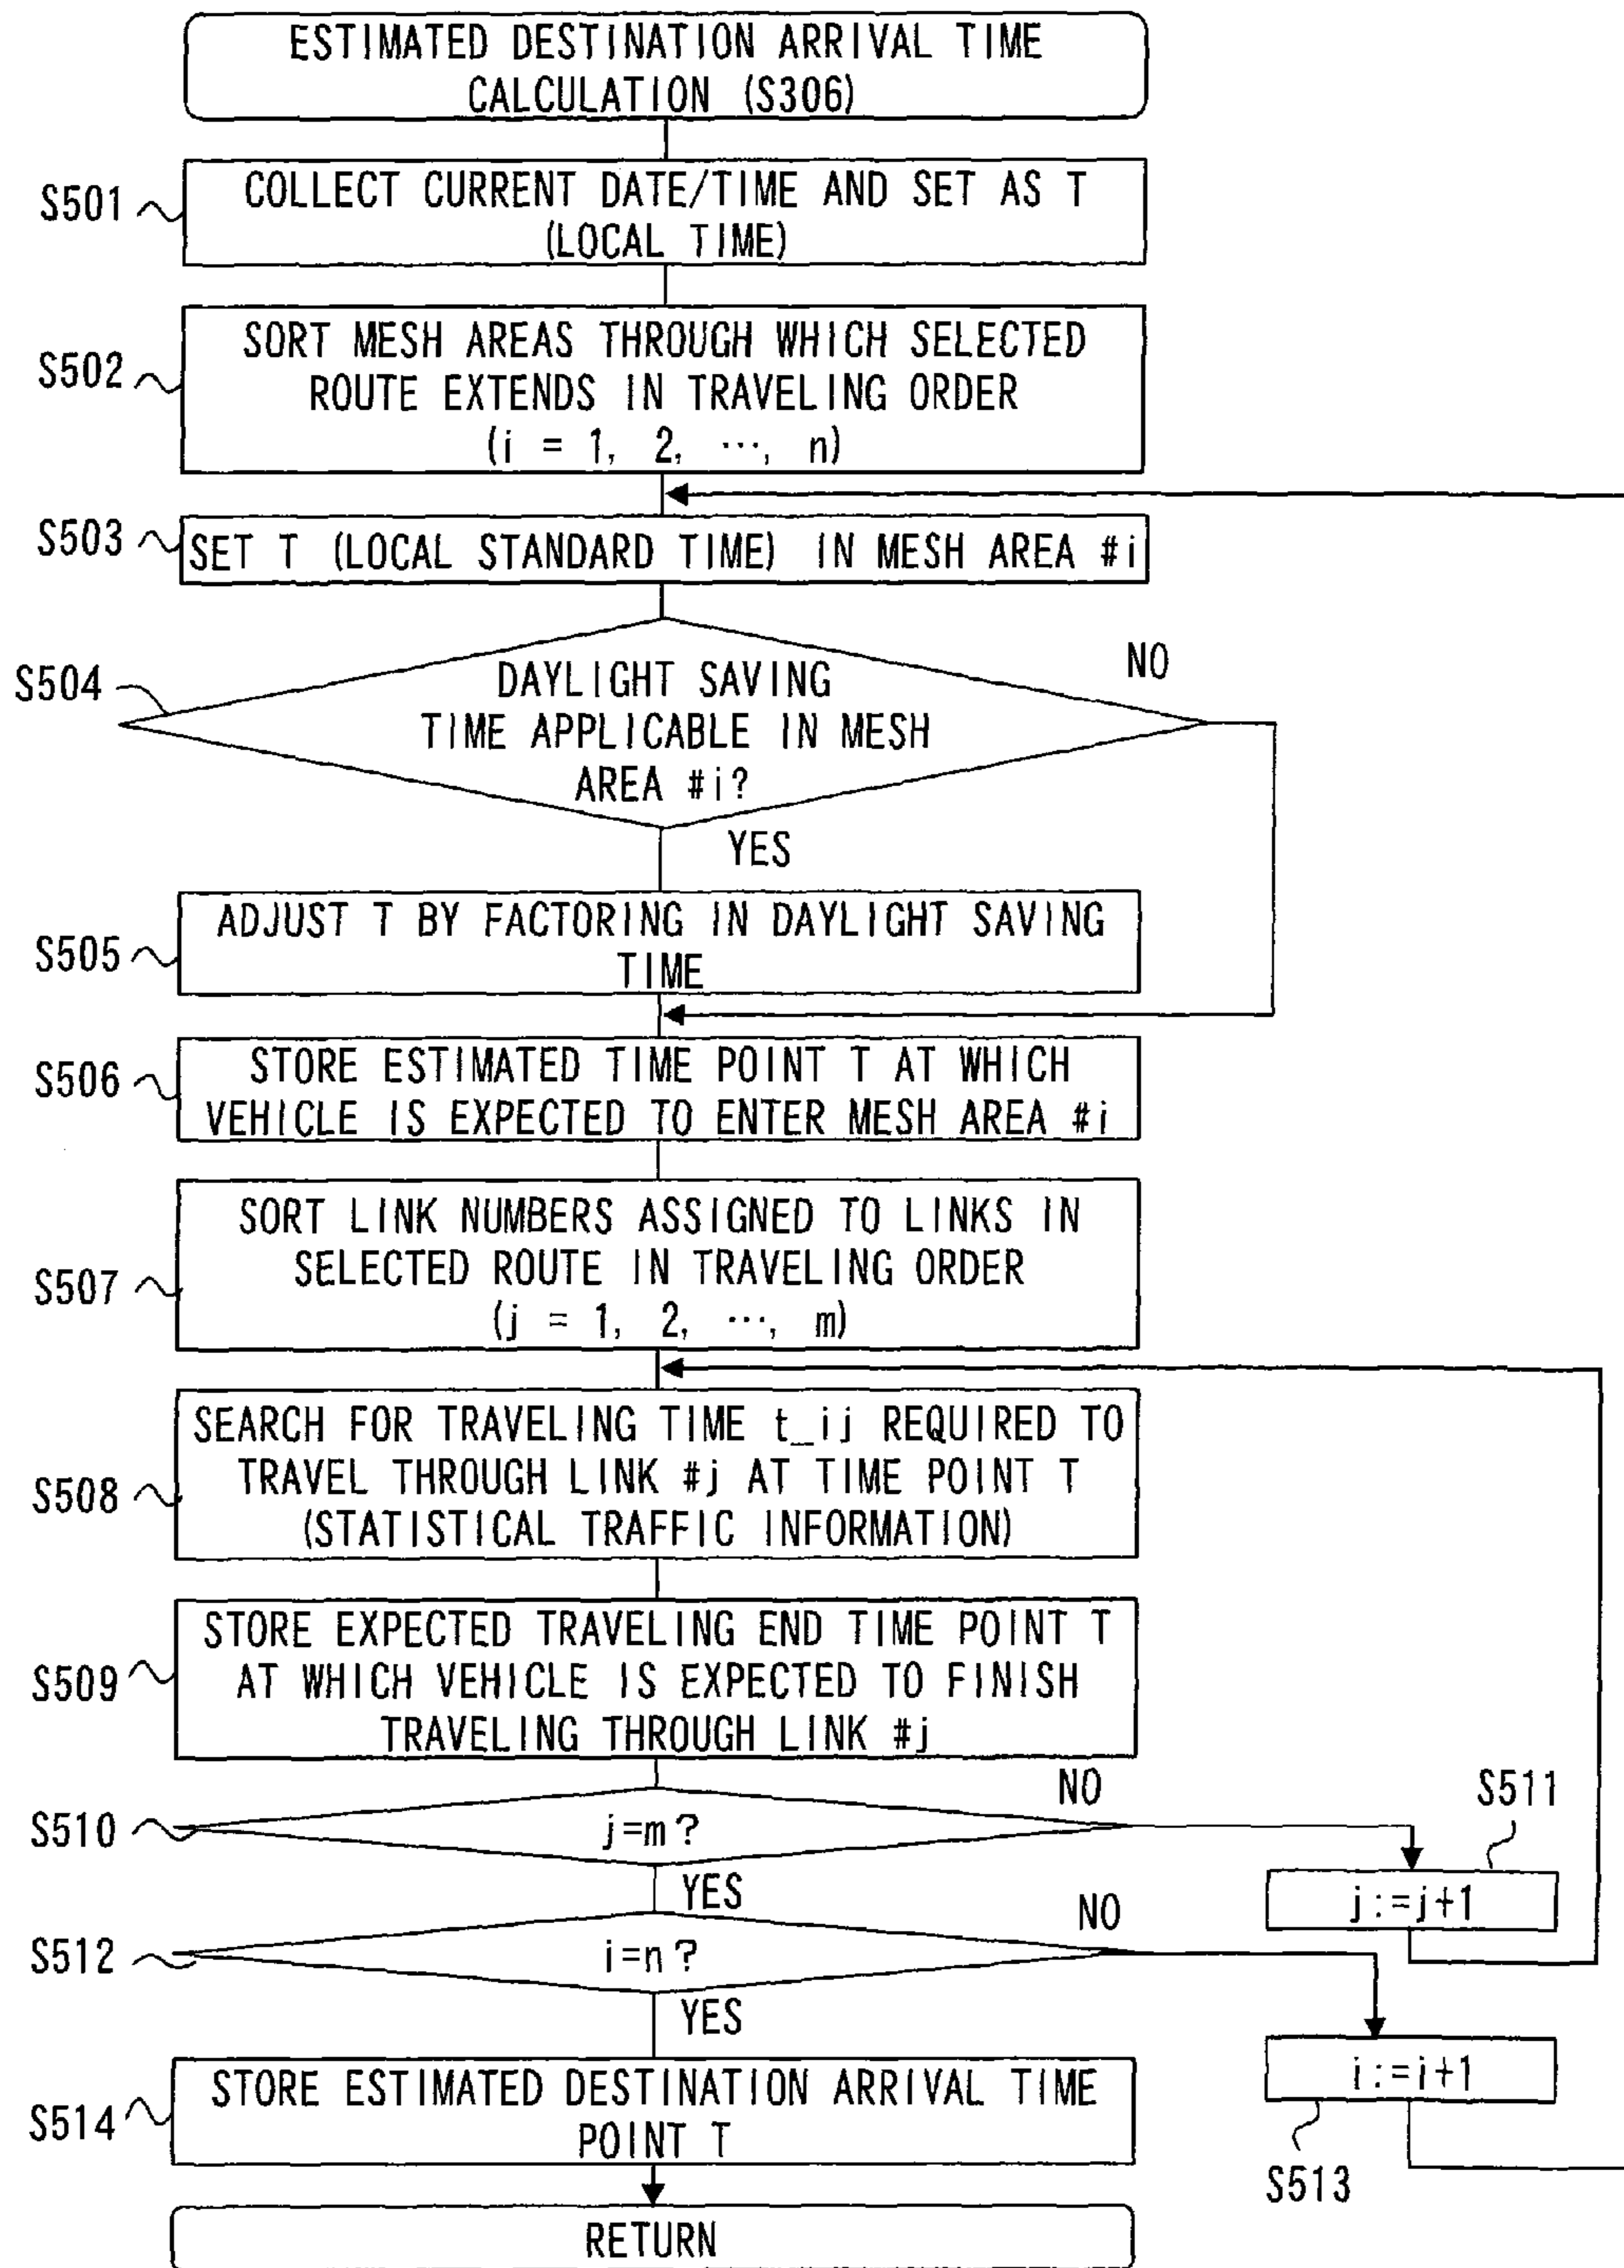 ESTIMATED DESTINATION ARRIVAL TIME
CALCULATION (S306)
S501
COLLECT CURRENT DATE/TIME AND SET AS T
(LOCAL TIME)
S502
SORT MESH AREAS THROUGH WHICH SELECTED
ROUTE EXTENDS IN TRAVELING ORDER
(i = 1, 2, ···, n)
S503
SET T (LOCAL STANDARD TIME) IN MESH AREA #i
S504
DAYLIGHT SAVING
TIME APPLICABLE IN MESH
AREA #i?
NO
YES
S505
ADJUST T BY FACTORING IN DAYLIGHT SAVING
TIME
S506
STORE ESTIMATED TIME POINT T AT WHICH
VEHICLE IS EXPECTED TO ENTER MESH AREA #i
S507
SORT LINK NUMBERS ASSIGNED TO LINKS IN
SELECTED ROUTE IN TRAVELING ORDER
(j = 1, 2, ···, m)
S508
SEARCH FOR TRAVELING TIME t_ij REQUIRED TO
TRAVEL THROUGH LINK #j AT TIME POINT T
(STATISTICAL TRAFFIC INFORMATION)
S509
STORE EXPECTED TRAVELING END TIME POINT T
AT WHICH VEHICLE IS EXPECTED TO FINISH
TRAVELING THROUGH LINK #j
S510
j=m?
NO
YES
S511
j:=j+1
S512
i=n?
NO
YES
i:=i+1
S513
S514
STORE ESTIMATED DESTINATION ARRIVAL TIME
POINT T
RETURN